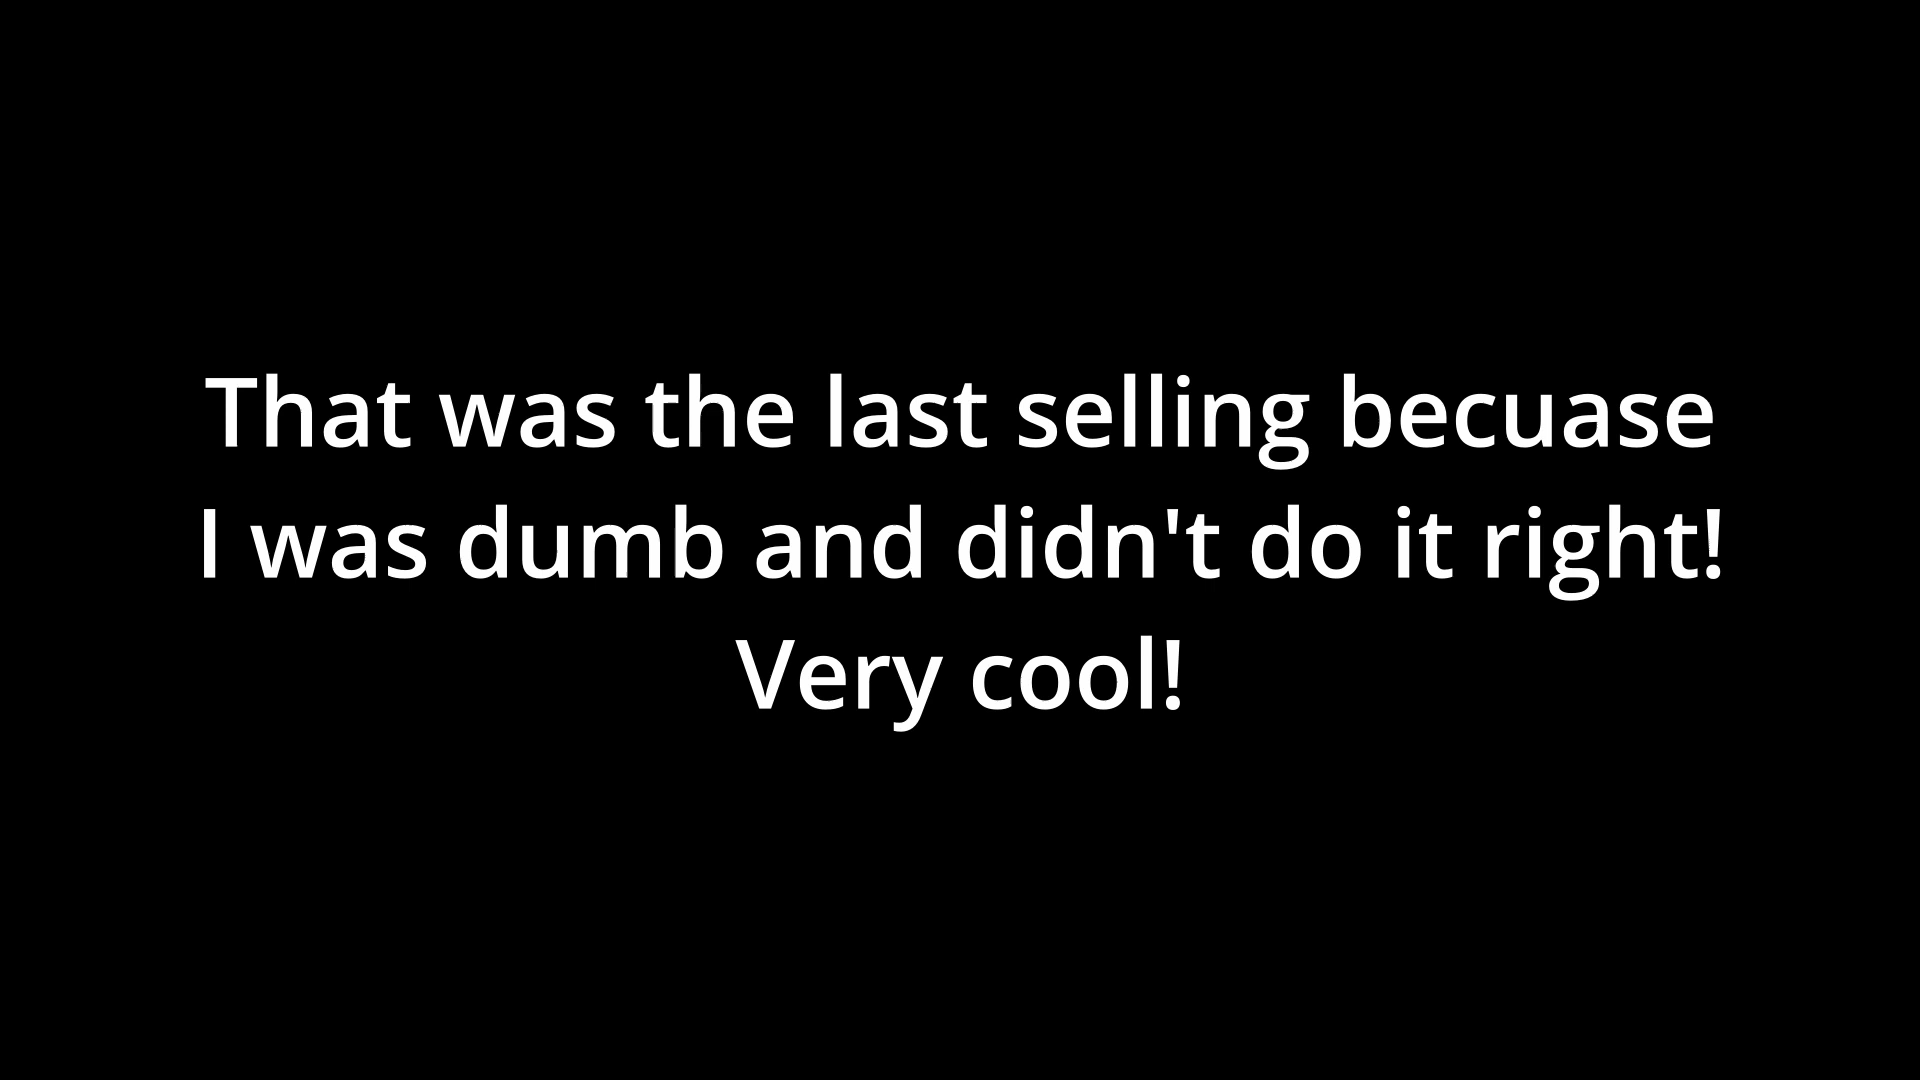 That was the last selling becuase
I was dumb and didn't do it right!
Very cool!